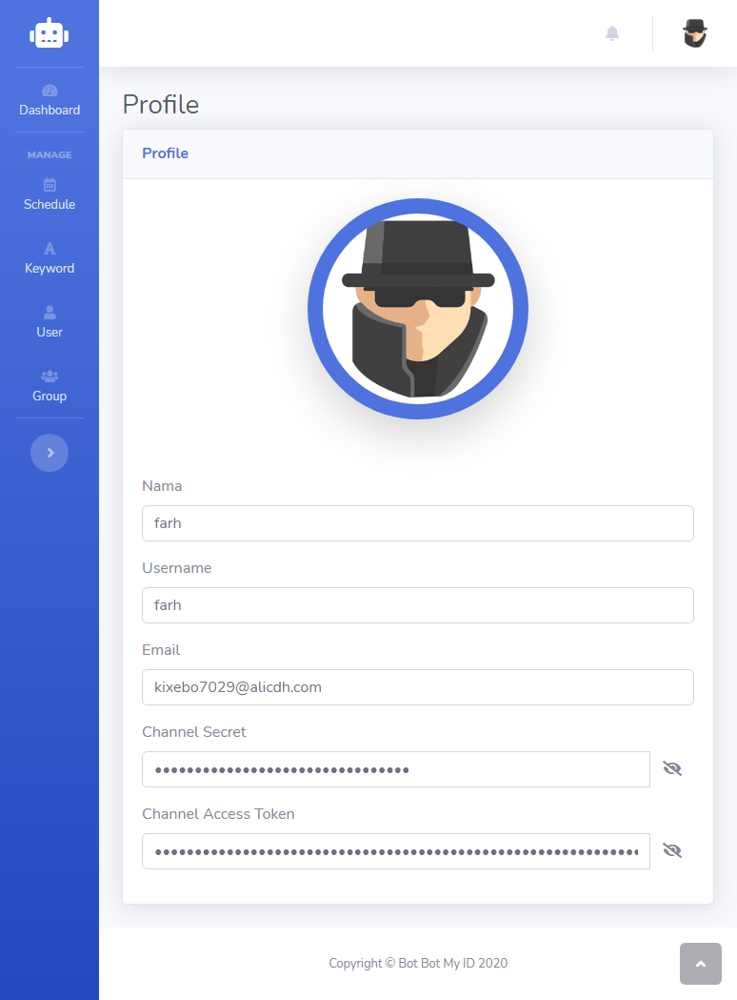 Dashboard
MANAGE
Schedule
Keyword
User
Group
Profile
Profile
Nama
farh
Username
farh
Email
kixebo7029@alicdh.com
Channel Secret
••••••••••••••••••••••••••••••••
Channel Access Token
•••••••••••••••••••••••••••••••••••••••••••••••••••••••••••••
Copyright © Bot Bot My ID 2020